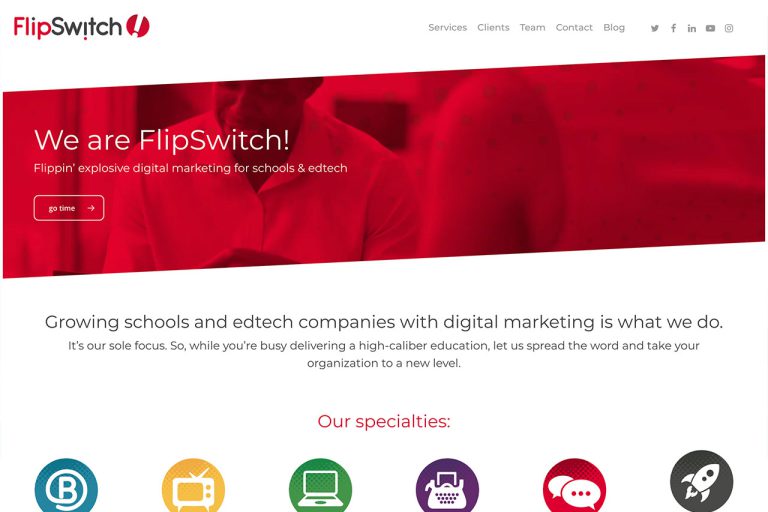 FlipSwitch
Services Clients Team Contact Blog
We are FlipSwitch!
Flippin’ explosive digital marketing for schools & edtech
go time
Growing schools and edtech companies with digital marketing is what we do.
It’s our sole focus. So, while you’re busy delivering a high-caliber education, let us spread the word and take your
organization to a new level.
Our specialties:
B